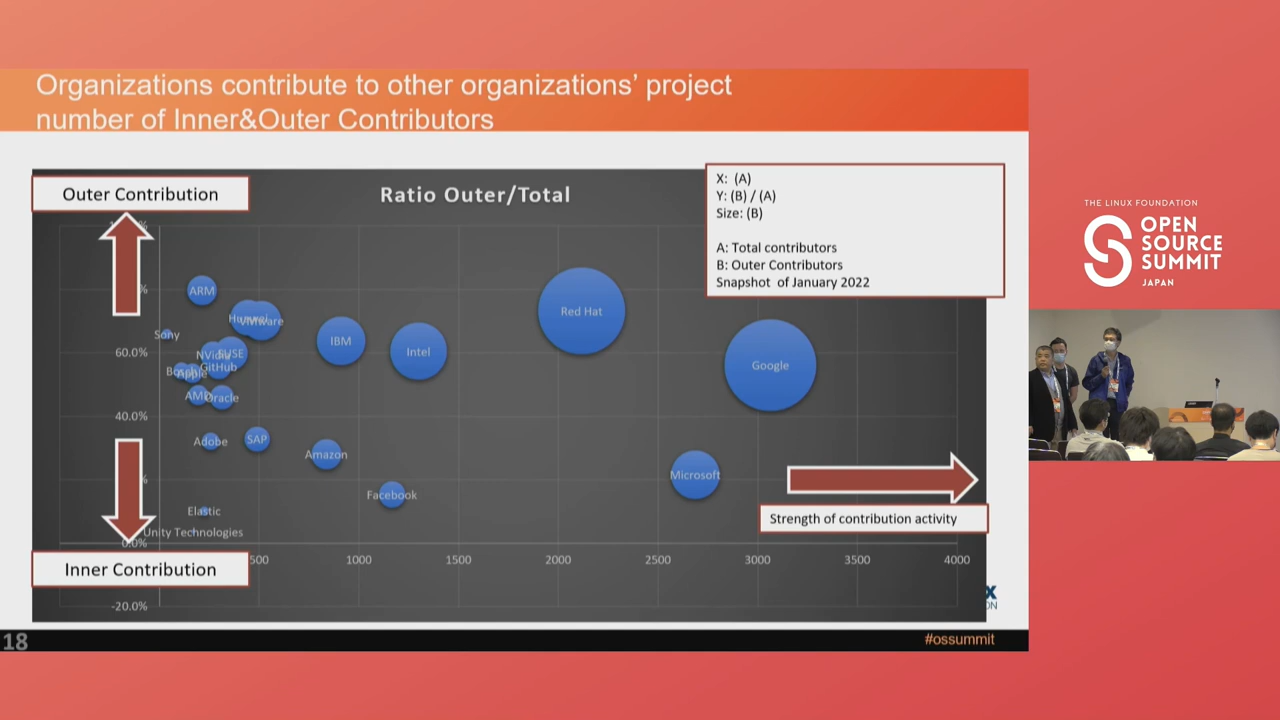 Organizations contribute to other organizations' project
number of Inner&Outer Contributors
Outer Contribution
Ratio Outer/Total
X: (A)
Y: (B) / (A)
Size: (B)
A: Total contributors
B: Outer Contributors
Snapshot of January 2022
THE LINUX FOUNDATION
OPEN
SOURCE
SUMMIT
JAPAN
ARM
Huawei
VMware
Sony
Red Hat
IBM
Intel
60.0%
NVidia
SUSE
GitHub
Apple
Google
AMD
Oracle
40.0%
Adobe
SAP
Amazon
Microsoft
Facebook
Elastic
Strength of contribution activity
Unity Technologies
0.0%
Inner Contribution
500
1000
1500
2000
2500
3000
3500
4000
-20.0%
18
#ossummit